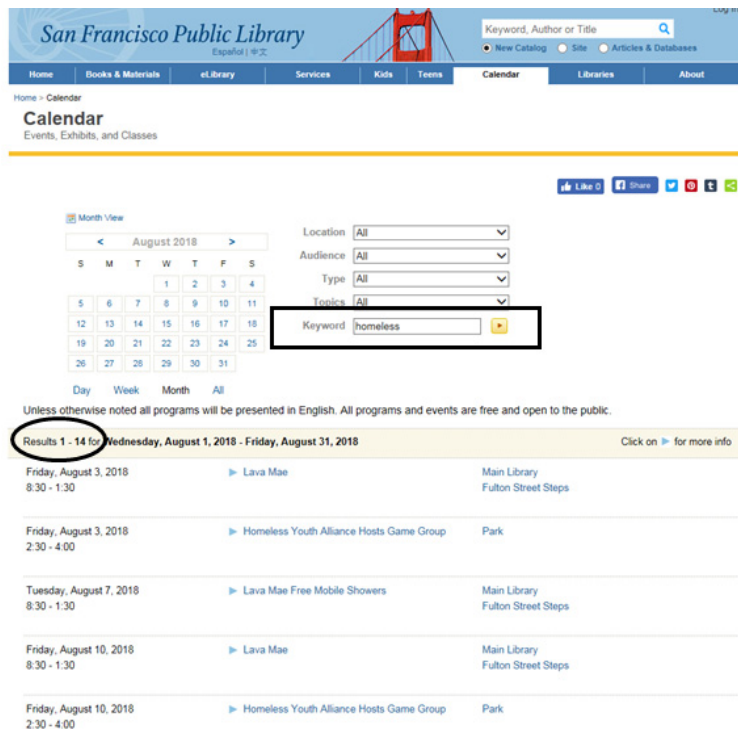 Log in
San Francisco Public Library
Español | 中文
Keyword, Author or Title
New Catalog Site Articles & Databases
Home Books & Materials eLibrary Services Kids Teens Calendar Libraries About
Home > Calendar
Calendar
Events, Exhibits, and Classes
Like 0 Share
Month View
< August 2018 >
S M T W T F S
1 2 3 4
5 6 7 8 9 10 11
12 13 14 15 16 17 18
19 20 21 22 23 24 25
26 27 28 29 30 31
Day Week Month All
Location All
Audience All
Type All
Topics All
Keyword homeless
Unless otherwise noted all programs will be presented in English. All programs and events are free and open to the public.
Results 1 - 14 for Wednesday, August 1, 2018 - Friday, August 31, 2018 Click on ▶ for more info
Friday, August 3, 2018 ▶ Lava Mae Main Library
8:30 - 1:30 Fulton Street Steps
Friday, August 3, 2018 ▶ Homeless Youth Alliance Hosts Game Group Park
2:30 - 4:00
Tuesday, August 7, 2018 ▶ Lava Mae Free Mobile Showers Main Library
8:30 - 1:30 Fulton Street Steps
Friday, August 10, 2018 ▶ Lava Mae Main Library
8:30 - 1:30 Fulton Street Steps
Friday, August 10, 2018 ▶ Homeless Youth Alliance Hosts Game Group Park
2:30 - 4:00